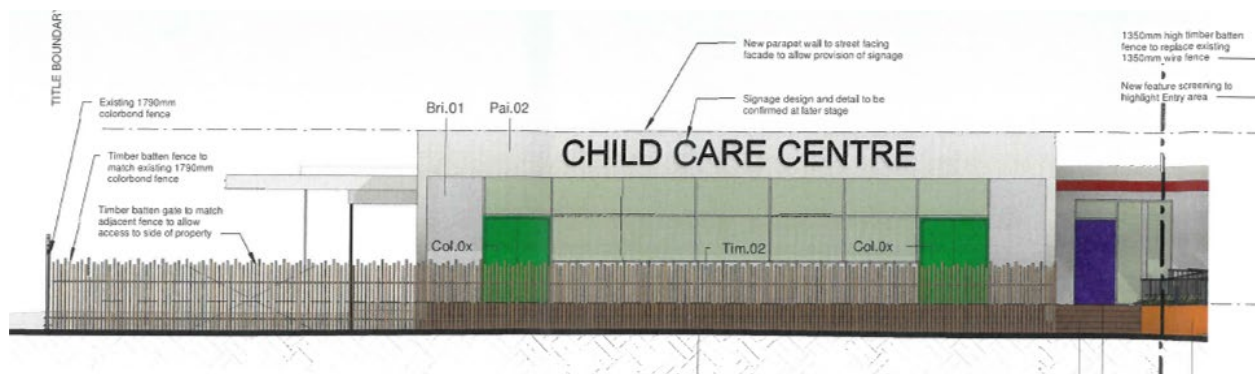 TITLE BOUNDARY
Existing 1790mm
colorbond fence
Timber batten fence to
match existing 1790mm
colorbond fence
Timber batten gate to match
adjacent fence to allow
access to side of property
Bri.01
Pai.02
New parapet wall to street facing
facade to allow provision of signage
Signage design and detail to be
confirmed at later stage
CHILD CARE CENTRE
Col.0x
Tim.02
Col.0x
1350mm high timber batten
fence to replace existing
1350mm wire fence
New feature screening to
highlight Entry area